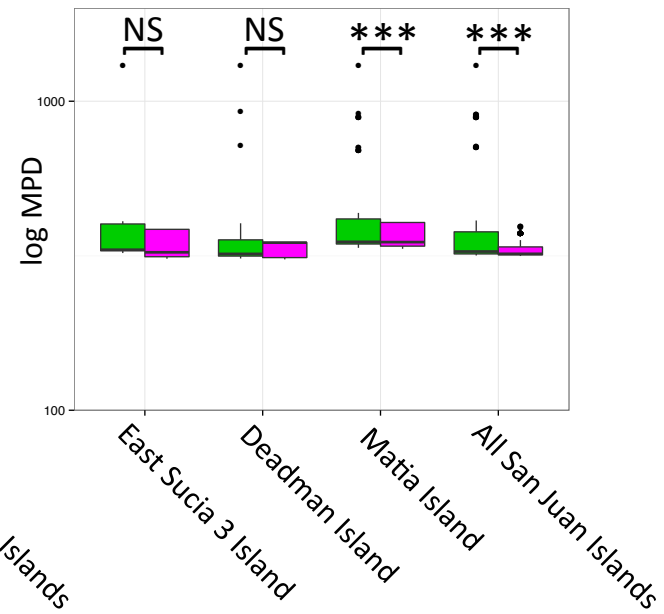 NS NS *** ***
1000
log MPD
100
East Sucia 3 Island
Deadman Island
Matia Island
All San Juan Islands
Islands